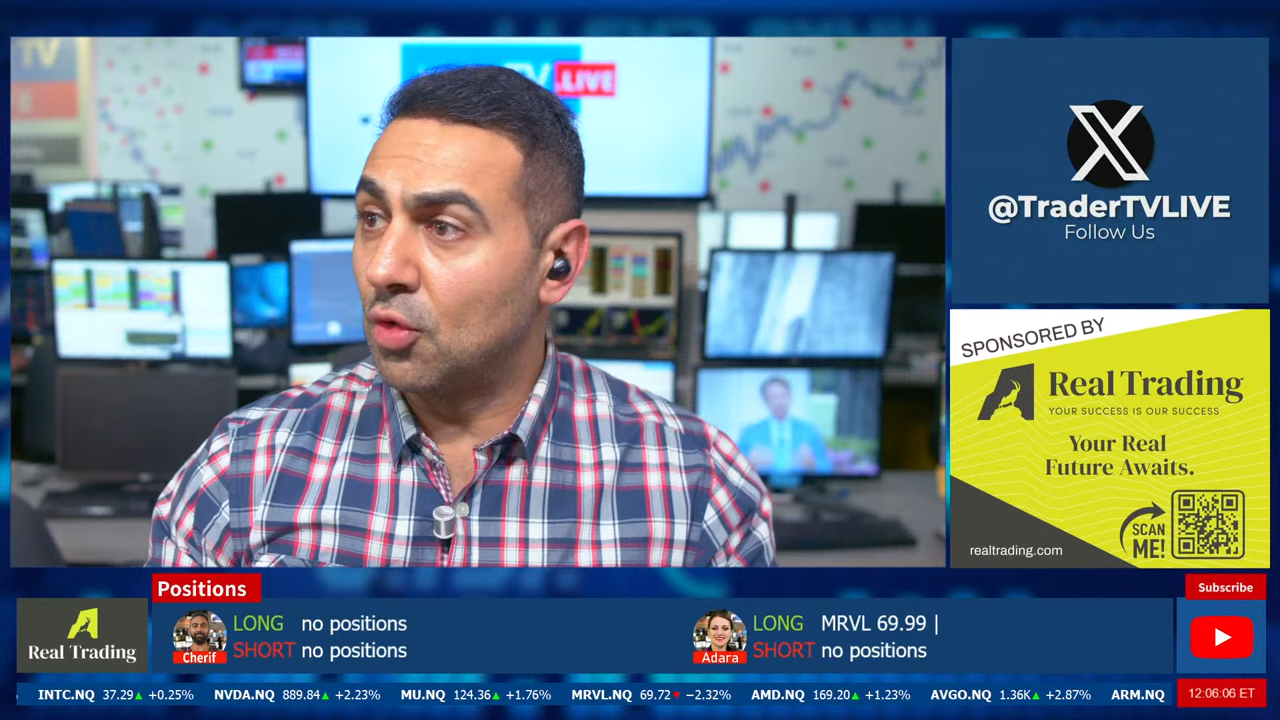 TV
.LIVE
@TraderTVLIVE
Follow Us
SPONSORED BY
Real Trading
YOUR SUCCESS IS OUR SUCCESS
Your Real
Future Awaits.
SCAN
ME!
realtrading.com
Positions
Subscribe
Real Trading
Cherif
LONG no positions
SHORT no positions
Adara
LONG MRVL 69.99 |
SHORT no positions
INTC.NQ 37.29▲ +0.25% NVDA.NQ 889.84▲ +2.23% MU.NQ 124.36▲ +1.76% MRVL.NQ 69.72▼ −2.32% AMD.NQ 169.20▲ +1.23% AVGO.NQ 1.36K▲ +2.87% ARM.NQ
12:06:06 ET